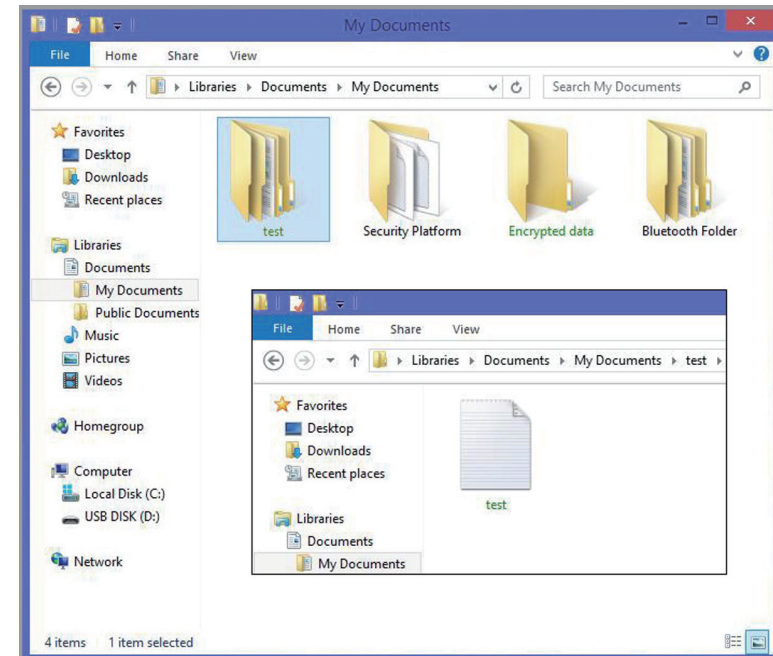 My Documents
File Home Share View
Libraries Documents My Documents
Search My Documents
Favorites
Desktop
Downloads
Recent places
Libraries
Documents
My Documents
Public Documents
Music
Pictures
Videos
Homegroup
Computer
Local Disk (C:)
USB DISK (D:)
Network
test Security Platform Encrypted data Bluetooth Folder
File Home Share View
Libraries Documents My Documents test
Favorites
Desktop
Downloads
Recent places
Libraries
Documents
My Documents
test
4 items 1 item selected